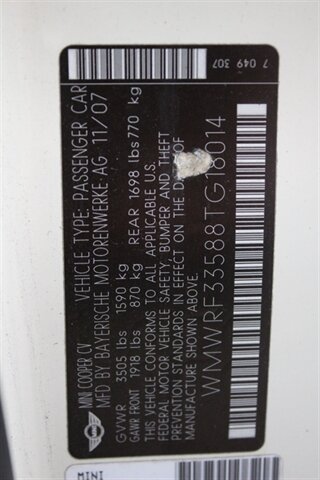 7 049 307
MINI COOPER CV VEHICLE TYPE: PASSENGER CAR
MFD BY BAYERISCHE MOTORENWERKE AG 11/07
GVWR 3505 lbs 1590 kg
GAWR FRONT 1918 lbs 870 kg REAR 1698 lbs 770 kg
THIS VEHICLE CONFORMS TO ALL APPLICABLE U.S.
FEDERAL MOTOR VEHICLE SAFETY, BUMPER AND THEFT
PREVENTION STANDARDS IN EFFECT ON THE DATE OF
MANUFACTURE SHOWN ABOVE.
WMWRF33588TG18014
MINI